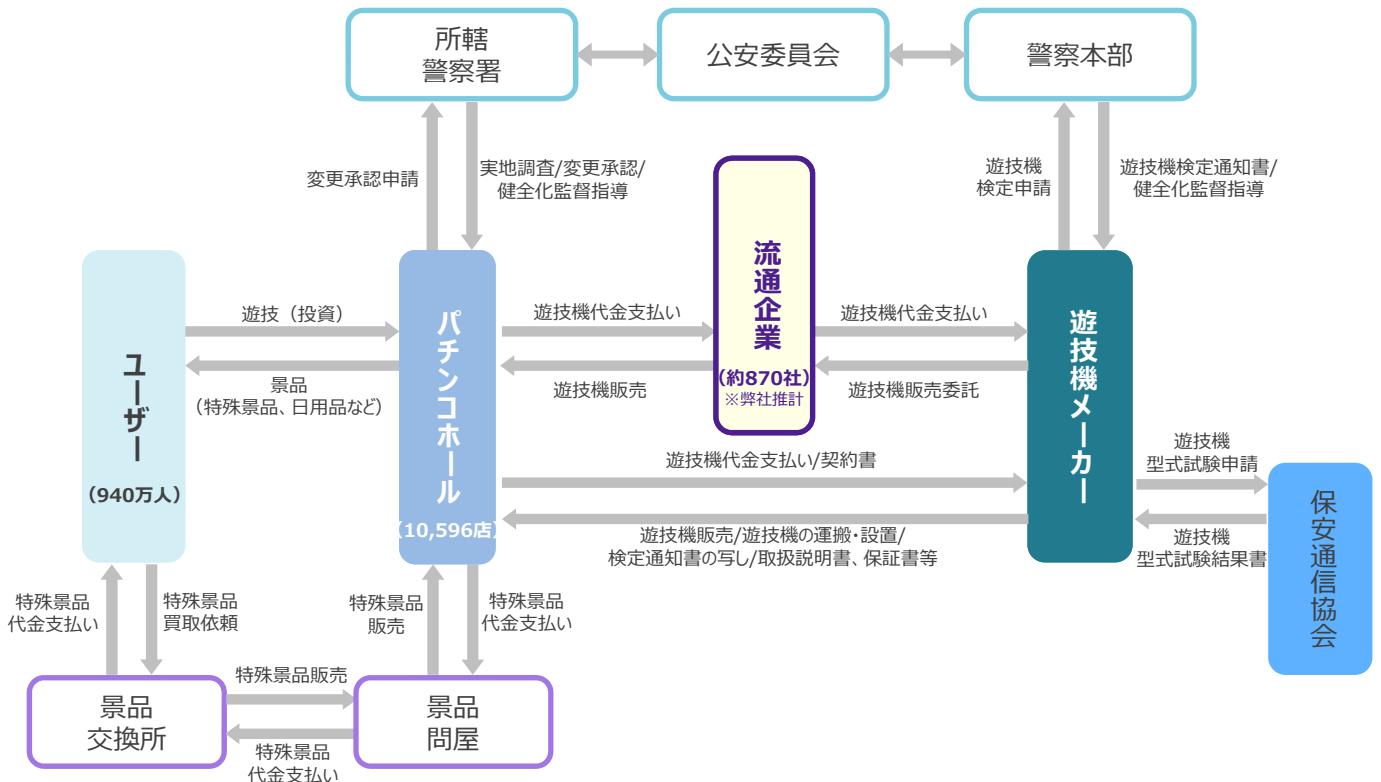 所轄
警察署
公安委員会
警察本部
変更承認申請
実地調査/変更承認/
健全化監督指導
遊技機
検定申請
遊技機検定通知書/
健全化監督指導
ユーザー
（940万人）
遊技（投資）
景品
（特殊景品、日用品など）
パチンコホール
（10,596店）
遊技機代金支払い
遊技機販売
流通企業
（約870社）
※弊社推計
遊技機代金支払い
遊技機販売委託
遊技機メーカー
遊技機代金支払い/契約書
遊技機販売/遊技機の運搬・設置/
検定通知書の写し/取扱説明書、保証書等
遊技機
型式試験申請
遊技機
型式試験結果書
保安通信協会
特殊景品
代金支払い
特殊景品
買取依頼
特殊景品
販売
特殊景品
代金支払い
景品
交換所
特殊景品販売
特殊景品
代金支払い
景品
問屋